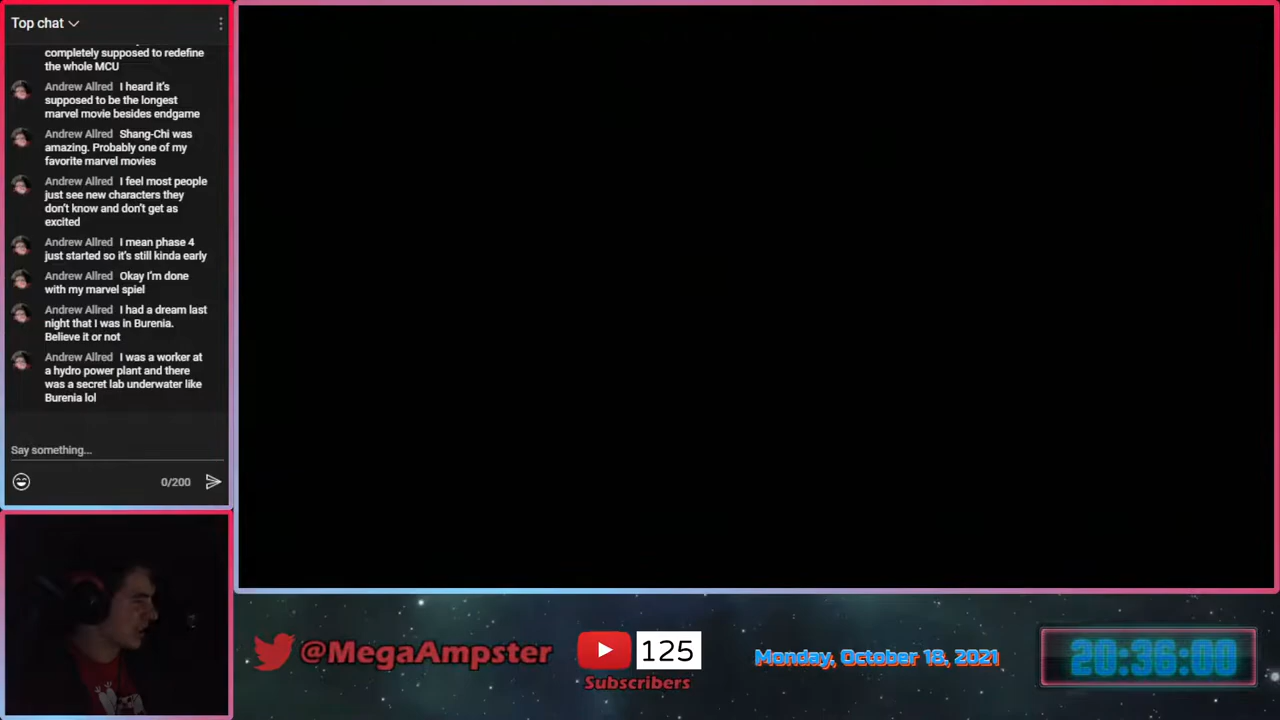 Top chat
completely supposed to redefine
the whole MCU
Andrew Allred I heard it's
supposed to be the longest
marvel movie besides endgame
Andrew Allred Shang-Chi was
amazing. Probably one of my
favorite marvel movies
Andrew Allred I feel most people
just see new characters they
don't know and don't get as
excited
Andrew Allred I mean phase 4
just started so it's still kinda early
Andrew Allred Okay I'm done
with my marvel spiel
Andrew Allred I had a dream last
night that I was in Burenia.
Believe it or not
Andrew Allred I was a worker at
a hydro power plant and there
was a secret lab underwater like
Burenia lol
Say something...
0/200
@MegaAmpster
125
Subscribers
Monday, October 18, 2021
20:36:00